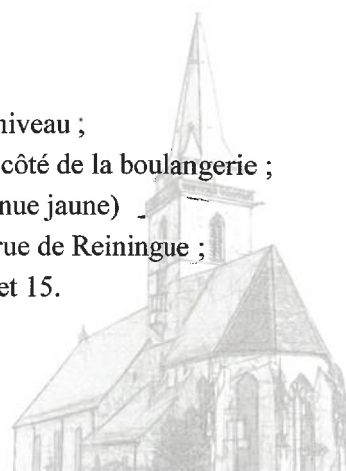 niveau ;
côté de la boulangerie ;
nue jaune)
rue de Reiningue ;
et 15.